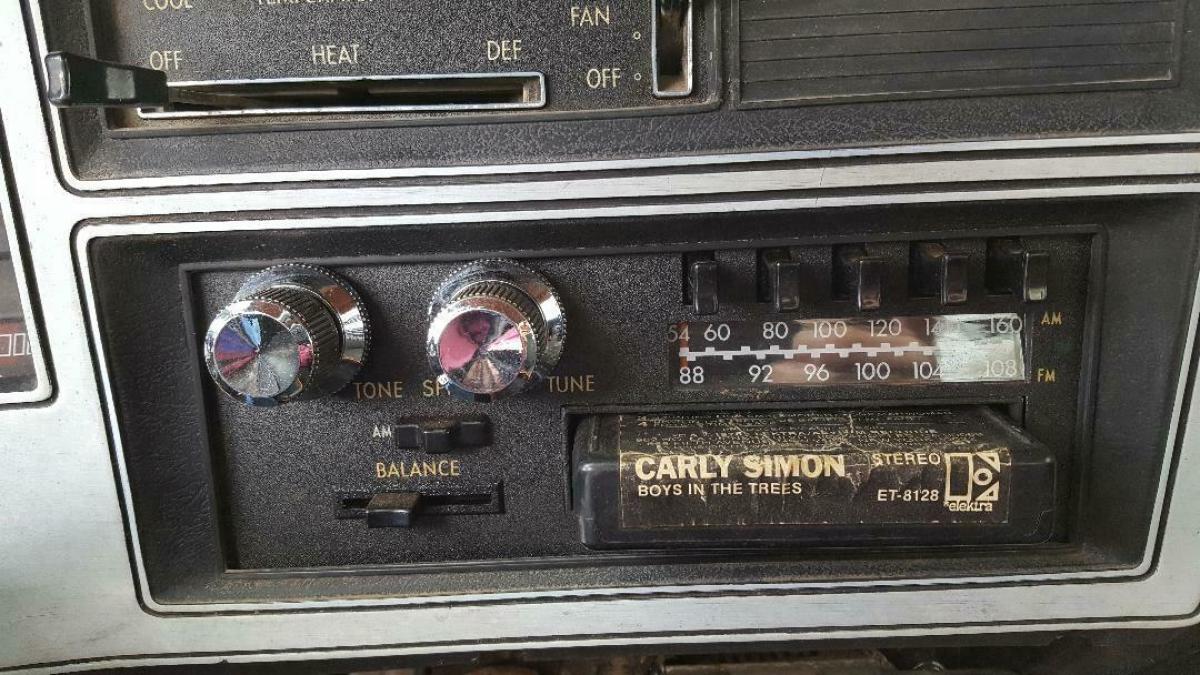 COOL
FAN
OFF HEAT DEF
OFF
54 60 80 100 120 140 160 AM
88 92 96 100 104 108 FM
TONE TUNE
AM
BALANCE
CARLY SIMON STEREO
BOYS IN THE TREES ET-8128
elektra